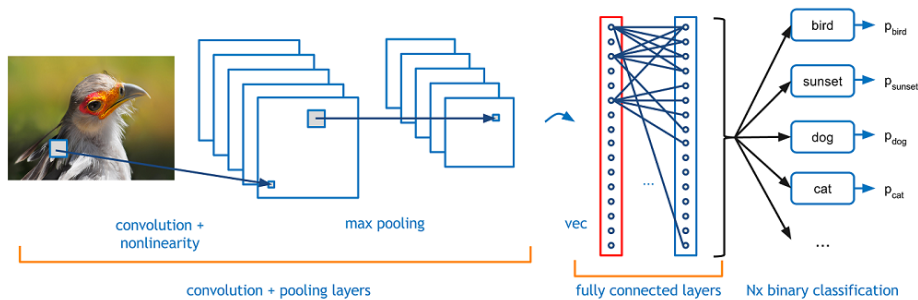 bird
p_bird
sunset
p_sunset
dog
p_dog
cat
p_cat
...
...
convolution +
nonlinearity
max pooling
vec
convolution + pooling layers
fully connected layers
Nx binary classification